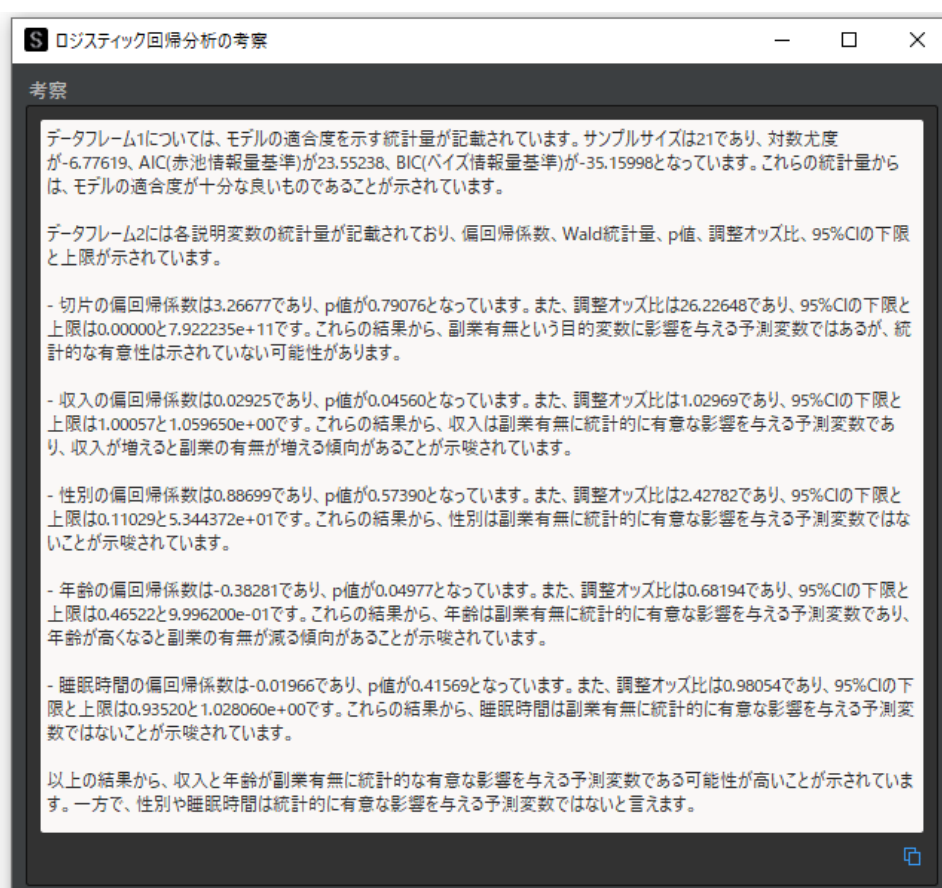 S ロジスティック回帰分析の考察
考察
データフレーム1については、モデルの適合度を示す統計量が記載されています。サンプルサイズは21であり、対数尤度
が-6.77619、AIC(赤池情報量基準)が23.55238、BIC(ベイズ情報量基準)が-35.15998となっています。これらの統計量から
は、モデルの適合度が十分な良いものであることが示されています。
データフレーム2には各説明変数の統計量が記載されており、偏回帰係数、Wald統計量、p値、調整オッズ比、95%CIの下限
と上限が示されています。
- 切片の偏回帰係数は3.26677であり、p値が0.79076となっています。また、調整オッズ比は26.22648であり、95%CIの下限と
上限は0.00000と7.922235e+11です。これらの結果から、副業有無という目的変数に影響を与える予測変数ではあるが、統
計的な有意性は示されていない可能性があります。
- 収入の偏回帰係数は0.02925であり、p値が0.04560となっています。また、調整オッズ比は1.02969であり、95%CIの下限と
上限は1.00057と1.059650e+00です。これらの結果から、収入は副業有無に統計的に有意な影響を与える予測変数であ
り、収入が増えると副業の有無が増える傾向があることが示唆されています。
- 性別の偏回帰係数は0.88699であり、p値が0.57390となっています。また、調整オッズ比は2.42782であり、95%CIの下限と
上限は0.11029と5.344372e+01です。これらの結果から、性別は副業有無に統計的に有意な影響を与える予測変数ではな
いことが示唆されています。
- 年齢の偏回帰係数は-0.38281であり、p値が0.04977となっています。また、調整オッズ比は0.68194であり、95%CIの下限と
上限は0.46522と9.996200e-01です。これらの結果から、年齢は副業有無に統計的に有意な影響を与える予測変数であり、
年齢が高くなると副業の有無が減る傾向があることが示唆されています。
- 睡眠時間の偏回帰係数は-0.01966であり、p値が0.41569となっています。また、調整オッズ比は0.98054であり、95%CIの下
限と上限は0.93520と1.028060e+00です。これらの結果から、睡眠時間は副業有無に統計的に有意な影響を与える予測変
数ではないことが示唆されています。
以上の結果から、収入と年齢が副業有無に統計的な有意な影響を与える予測変数である可能性が高いことが示されていま
す。一方で、性別や睡眠時間は統計的に有意な影響を与える予測変数ではないと言えます。